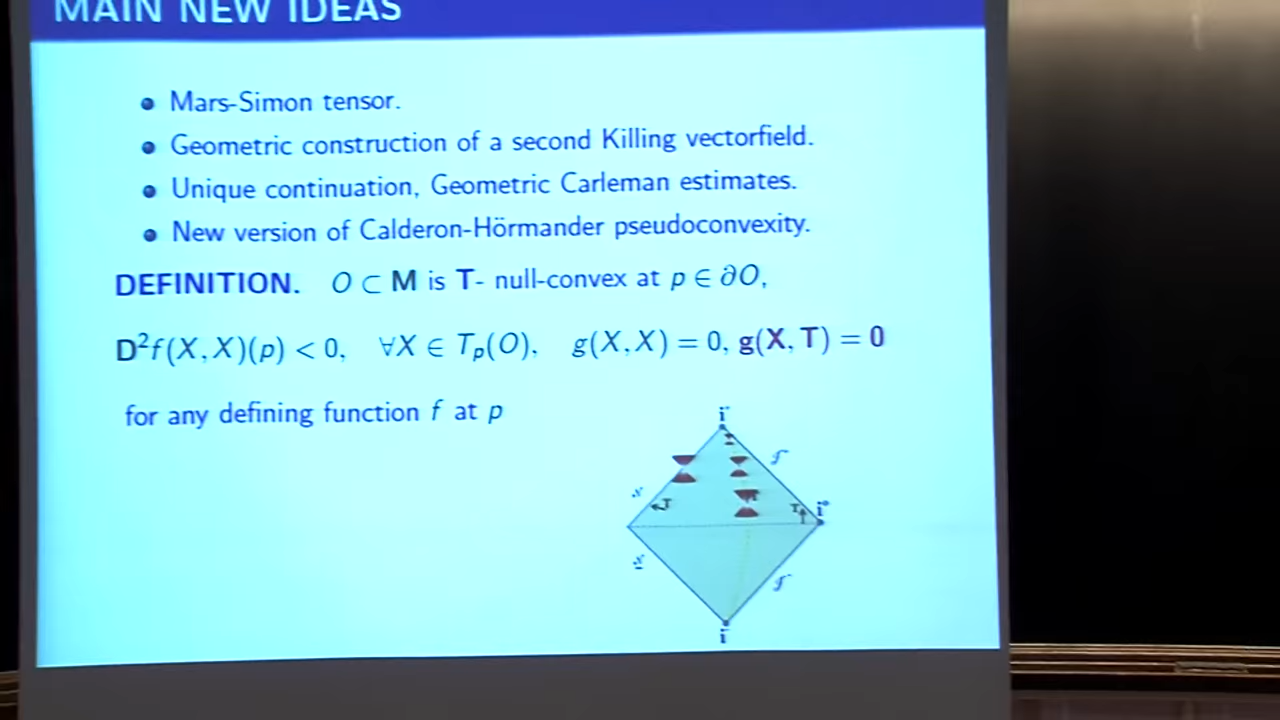 MAIN NEW IDEAS
Mars-Simon tensor.
Geometric construction of a second Killing vectorfield.
Unique continuation, Geometric Carleman estimates.
New version of Calderon-Hörmander pseudoconvexity.
DEFINITION. O ⊂ M is T- null-convex at p ∈ ∂O,
D²f(X, X)(p) < 0, ∀X ∈ Tₚ(O), g(X, X) = 0, g(X, T) = 0
for any defining function f at p
T
T